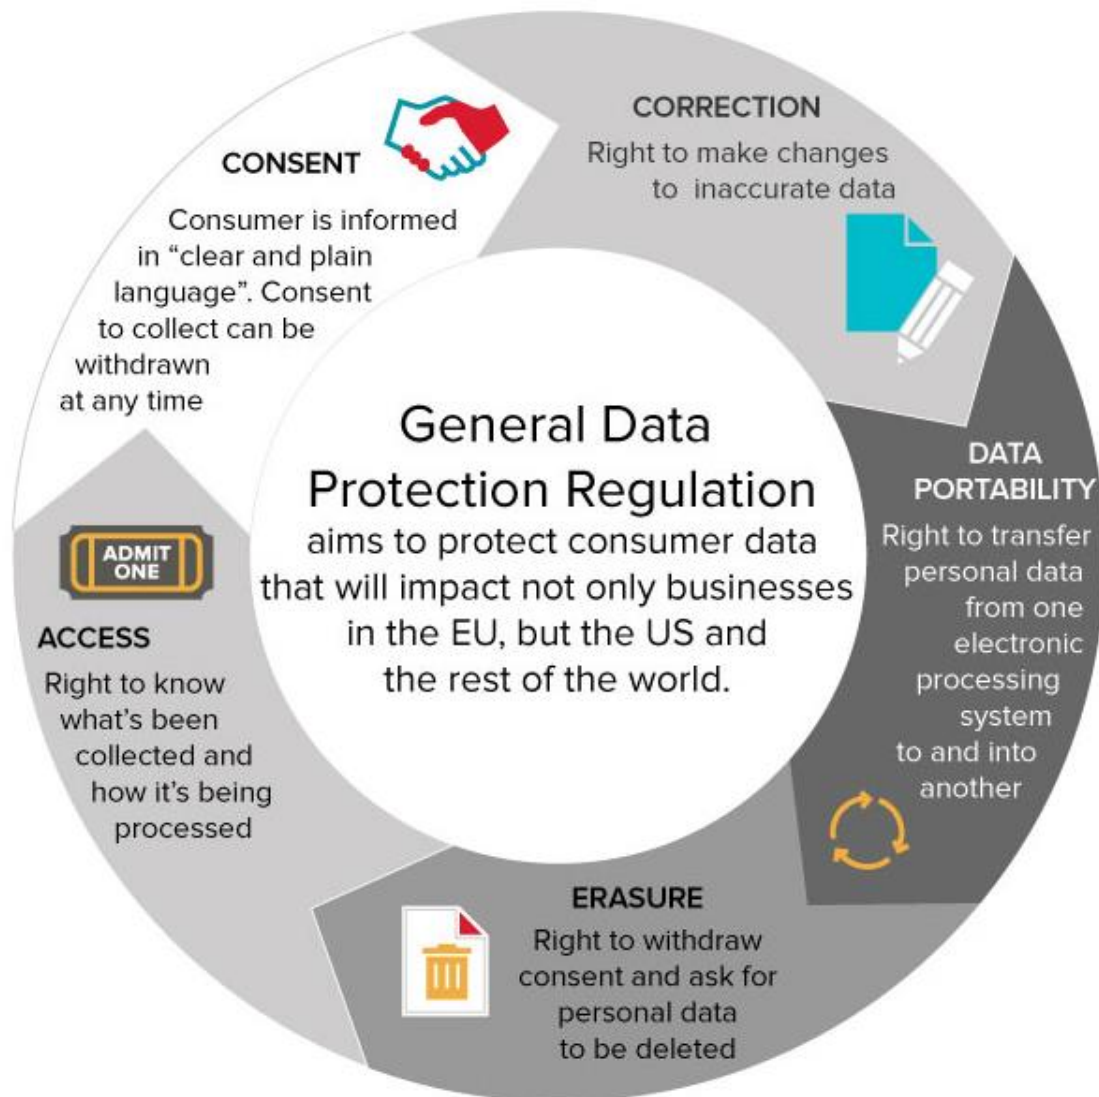 CONSENT
Consumer is informed
in “clear and plain
language”. Consent
to collect can be
withdrawn
at any time
CORRECTION
Right to make changes
to inaccurate data
DATA
PORTABILITY
Right to transfer
personal data
from one
electronic
processing
system
to and into
another
ERASURE
Right to withdraw
consent and ask for
personal data
to be deleted
ADMIT
ONE
ACCESS
Right to know
what’s been
collected and
how it’s being
processed
General Data
Protection Regulation
aims to protect consumer data
that will impact not only businesses
in the EU, but the US and
the rest of the world.